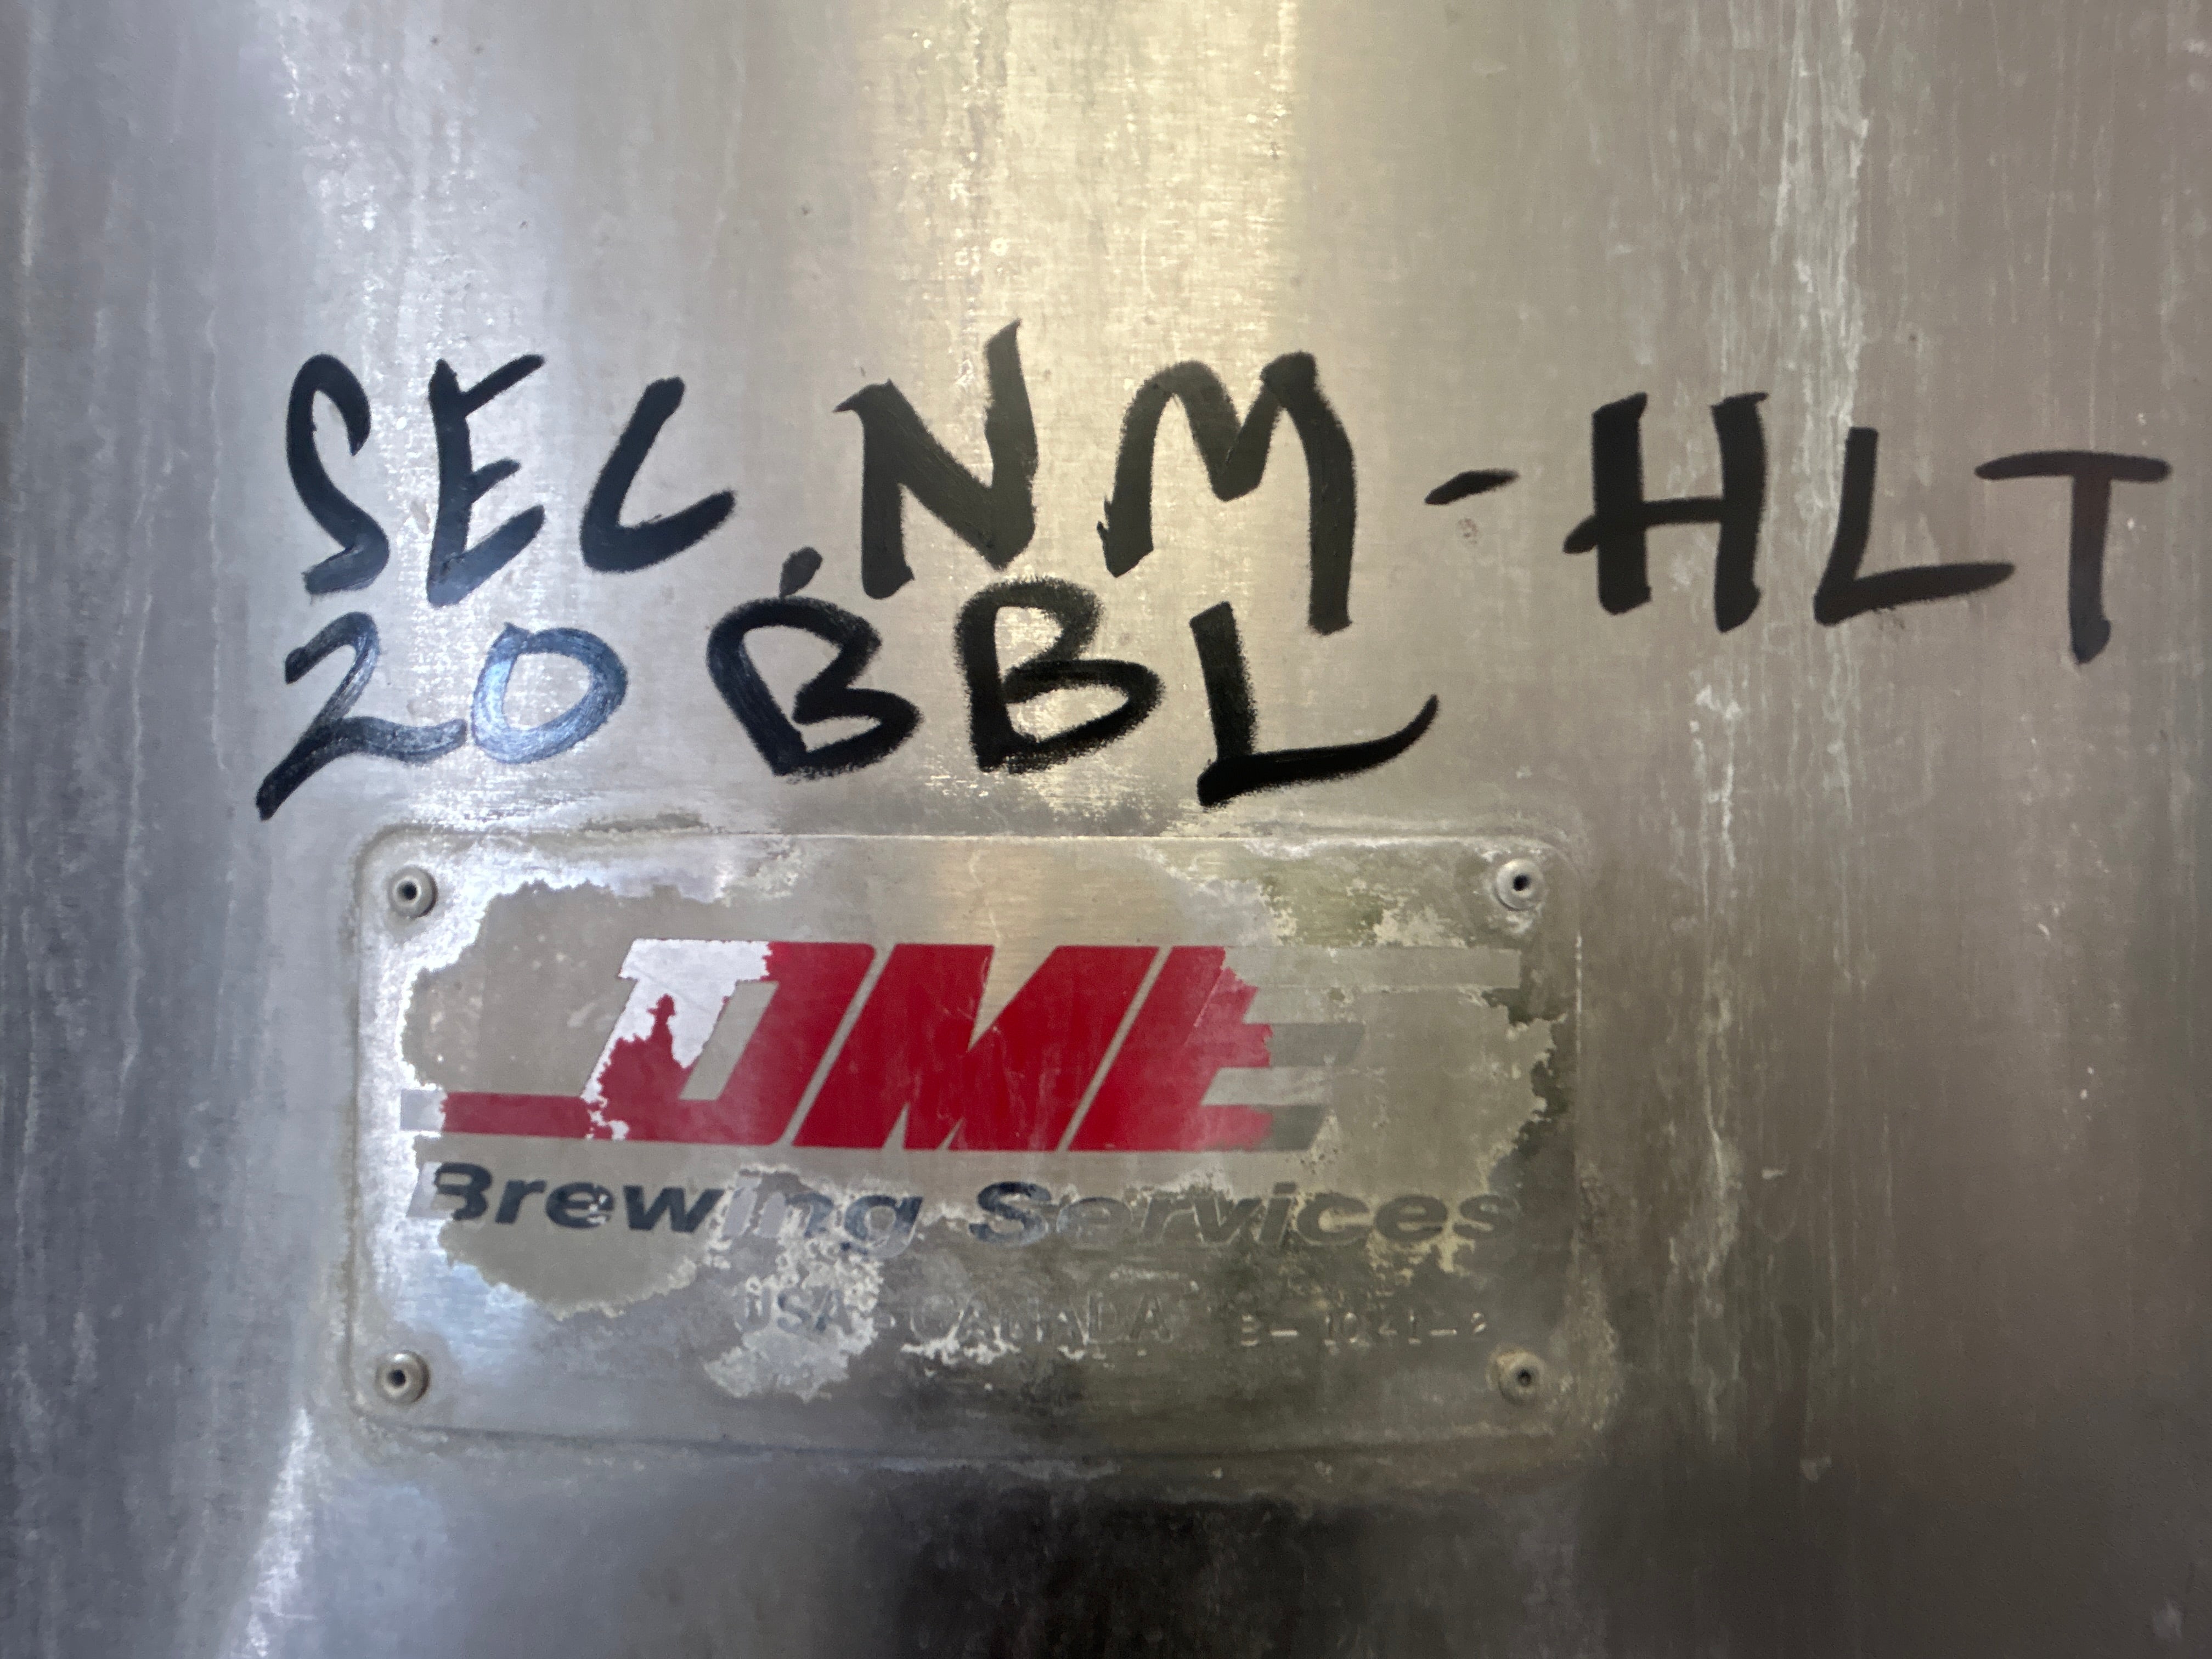 SEC. NM - HLT
20 BBL
DME
Brewing Services
USA - CANADA